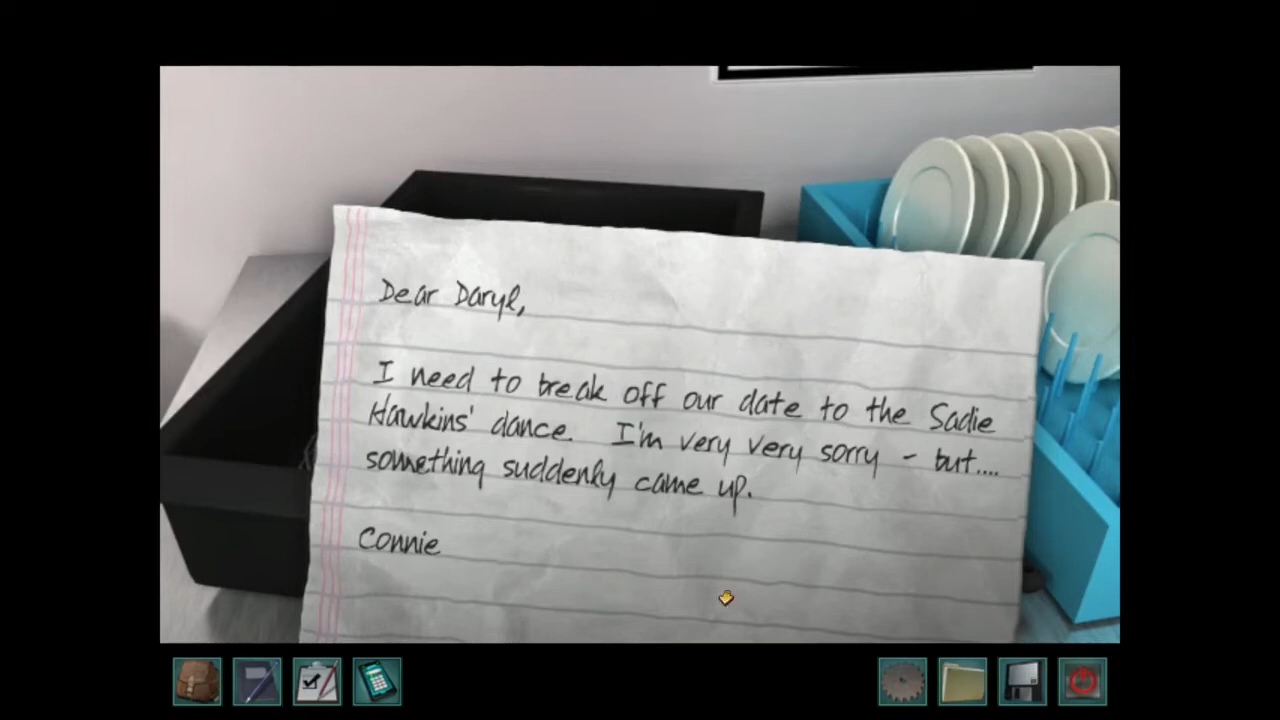 Dear Daryl,
I need to break off our date to the Sadie
Hawkins' dance. I'm very very sorry - but....
something suddenly came up.
Connie